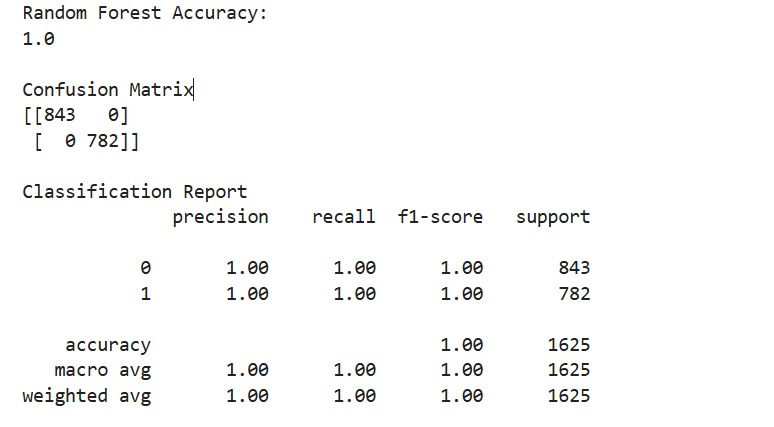 Random Forest Accuracy:
1.0
Confusion Matrix
[[843   0]
 [  0 782]]
Classification Report
              precision    recall  f1-score   support
           0       1.00      1.00      1.00       843
           1       1.00      1.00      1.00       782
    accuracy                           1.00      1625
   macro avg       1.00      1.00      1.00      1625
weighted avg       1.00      1.00      1.00      1625